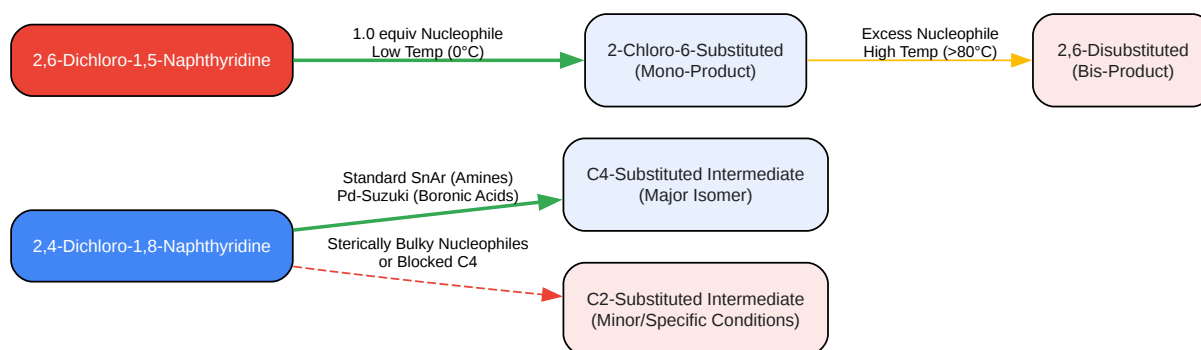 2,6-Dichloro-1,5-Naphthyridine
1.0 equiv Nucleophile
Low Temp (0°C)
2-Chloro-6-Substituted
(Mono-Product)
Excess Nucleophile
High Temp (>80°C)
2,6-Disubstituted
(Bis-Product)
2,4-Dichloro-1,8-Naphthyridine
Standard SnAr (Amines)
Pd-Suzuki (Boronic Acids)
C4-Substituted Intermediate
(Major Isomer)
Sterically Bulky Nucleophiles
or Blocked C4
C2-Substituted Intermediate
(Minor/Specific Conditions)